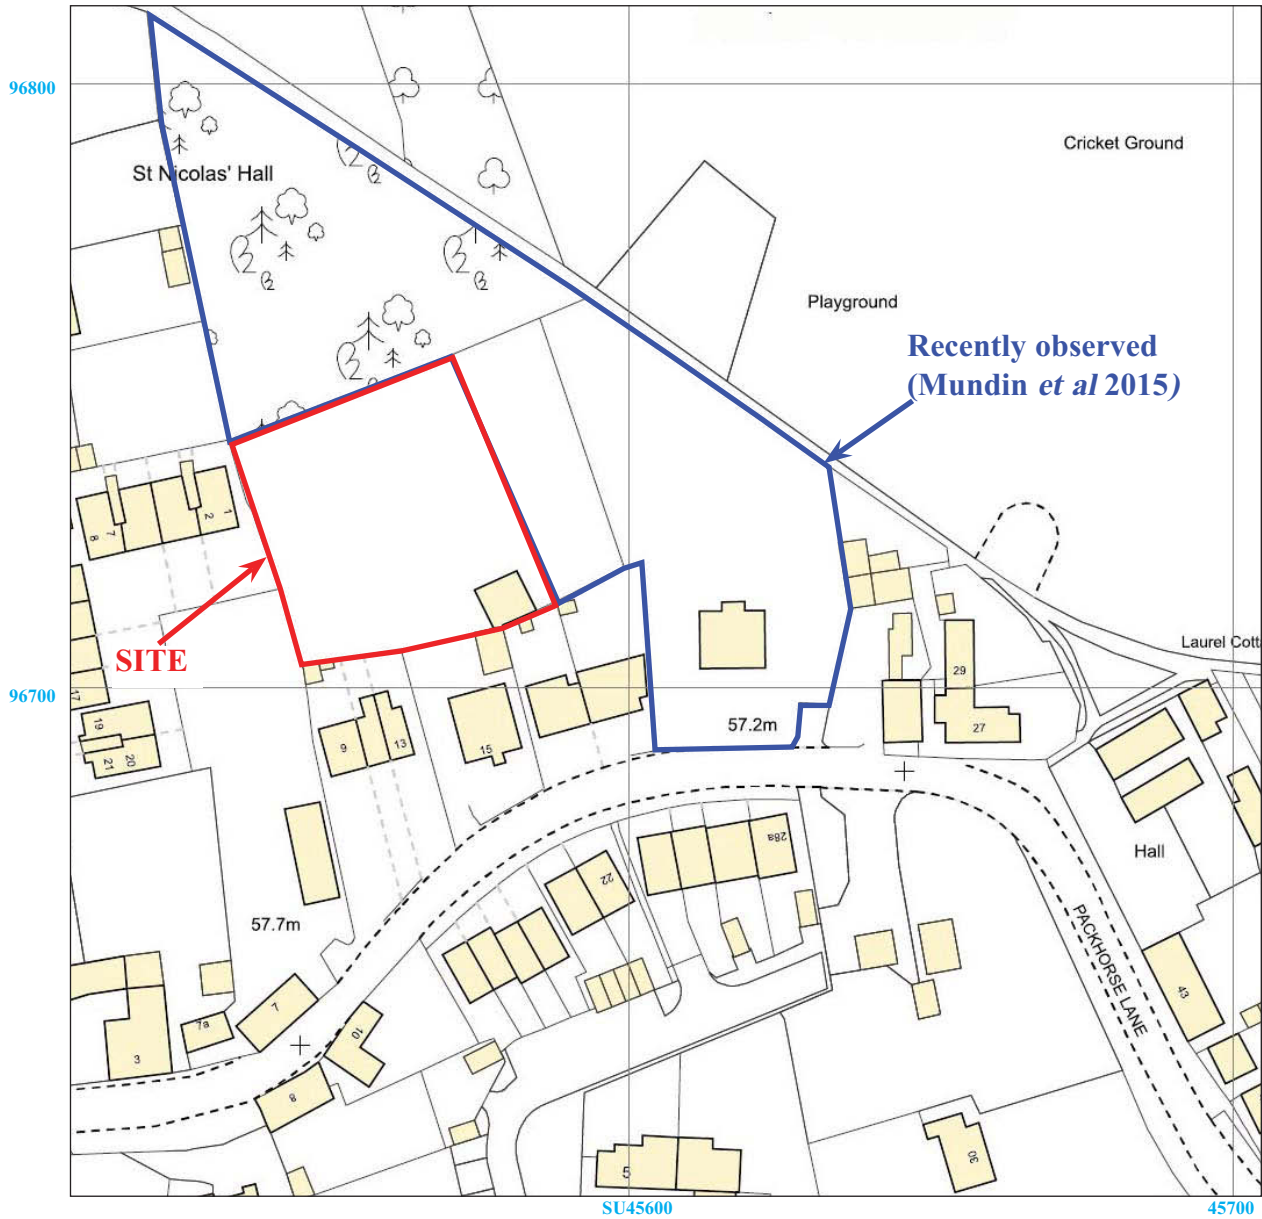 96800
Cricket Ground
St Nicolas' Hall
Playground
Recently observed
(Mundin et al 2015)
1
2
7
8
SITE
Laurel Cott
29
96700
17
57.2m
19
27
9
13
15
20
21
28a
Hall
22
57.7m
PACKHORSE LANE
43
7
7a
10
3
8
30
5
SU45600
45700